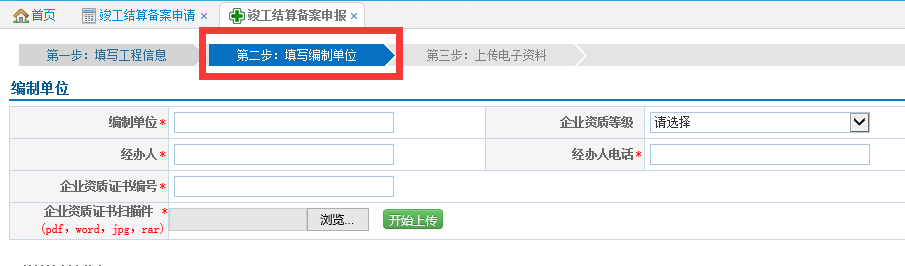 首页 竣工结算备案申请 × 竣工结算备案申报 ×
第一步：填写工程信息 第二步：填写编制单位 第三步：上传电子资料
编制单位
编制单位* 企业资质等级 请选择
经办人* 经办人电话*
企业资质证书编号*
企业资质证书扫描件 *
(pdf，word，jpg，rar) 浏览... 开始上传